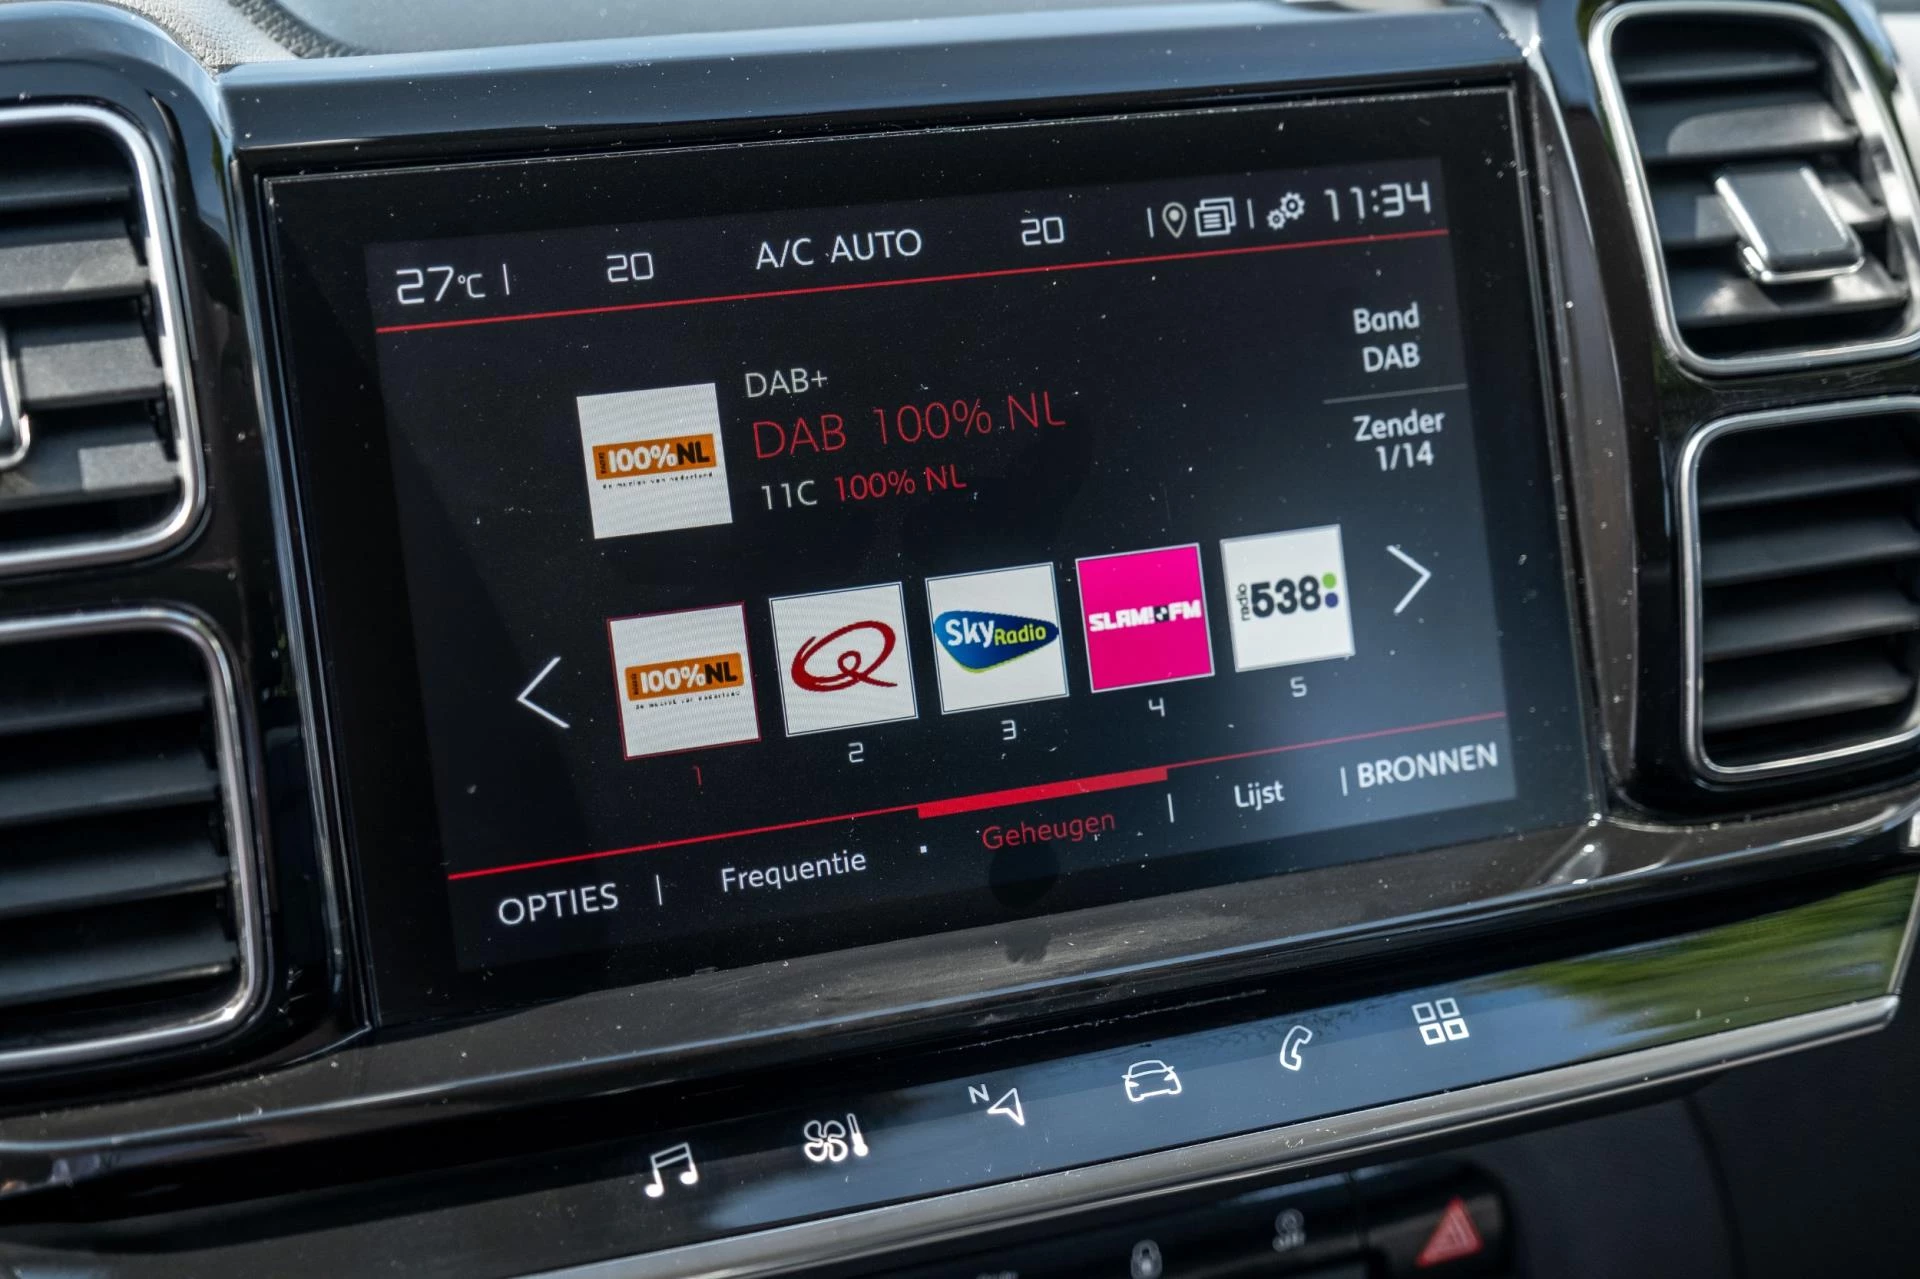 27°C | 20 A/C AUTO 20 | | 11:34
Band
DAB
DAB+
DAB 100% NL
11C 100% NL
Zender
1/14
100%NL
100%NL
Q
Sky Radio
SLAM!FM
radio 538
1 2 3 4 5
OPTIES | Frequentie Geheugen | Lijst | BRONNEN
N